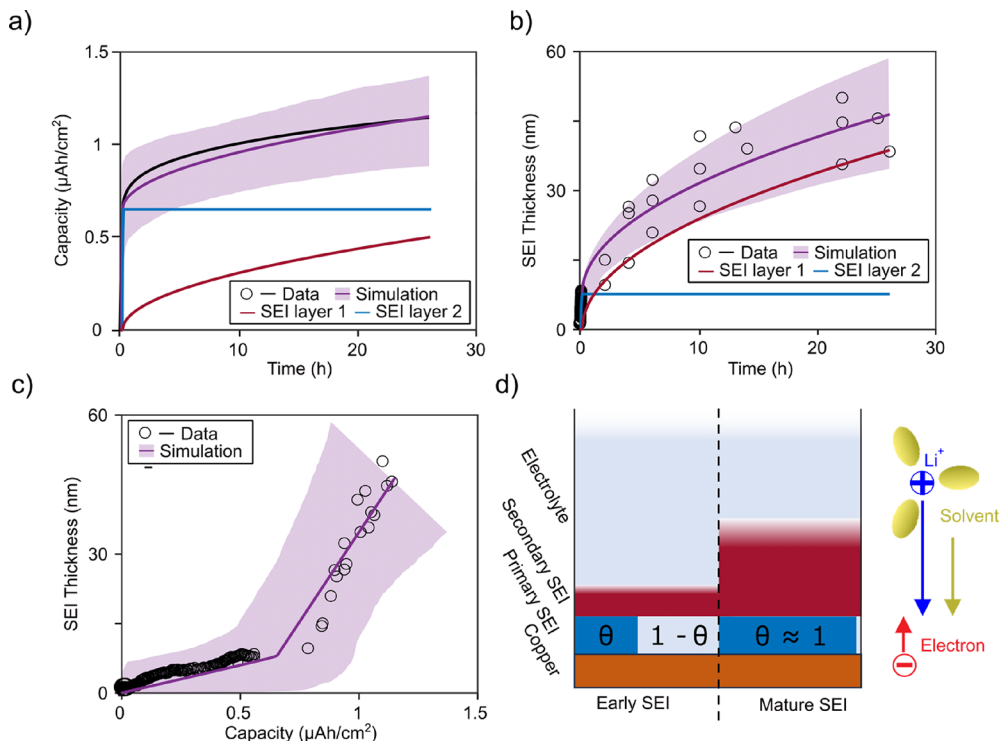 a)
Capacity (µAh/cm²)
1.5
1
0.5
0
0
10
20
30
Time (h)
Data
Simulation
SEI layer 1
SEI layer 2
b)
SEI Thickness (nm)
60
30
0
0
10
20
30
Time (h)
Data
Simulation
SEI layer 1
SEI layer 2
c)
SEI Thickness (nm)
60
30
0
0
0.5
1
1.5
Capacity (µAh/cm²)
Data
Simulation
d)
Electrolyte
Secondary SEI
Primary SEI
Copper
θ
1 - θ
θ ≈ 1
Early SEI
Mature SEI
Li⁺
Solvent
Electron